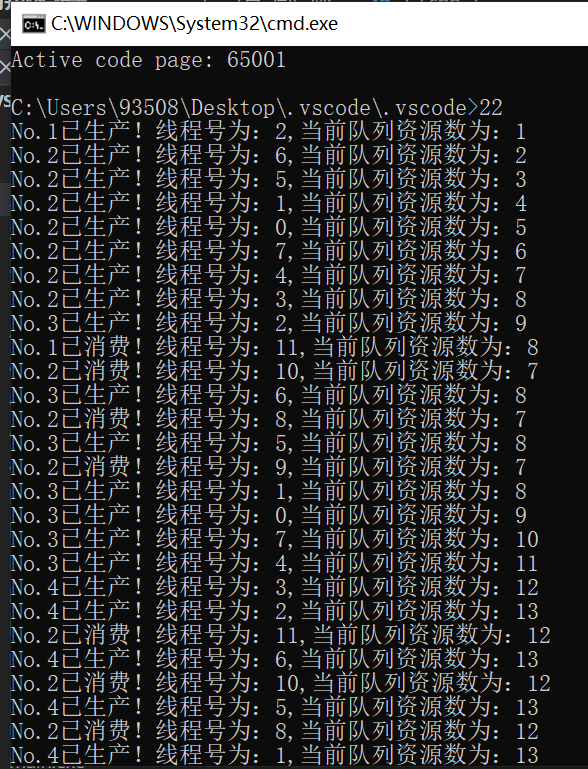 C:\WINDOWS\System32\cmd.exe
Active code page: 65001
C:\Users\93508\Desktop\.vscode\.vscode>22
No.1已生产！线程号为：2,当前队列资源数为：1
No.2已生产！线程号为：6,当前队列资源数为：2
No.2已生产！线程号为：5,当前队列资源数为：3
No.2已生产！线程号为：1,当前队列资源数为：4
No.2已生产！线程号为：0,当前队列资源数为：5
No.2已生产！线程号为：7,当前队列资源数为：6
No.2已生产！线程号为：4,当前队列资源数为：7
No.2已生产！线程号为：3,当前队列资源数为：8
No.3已生产！线程号为：2,当前队列资源数为：9
No.1已消费！线程号为：11,当前队列资源数为：8
No.2已消费！线程号为：10,当前队列资源数为：7
No.3已生产！线程号为：6,当前队列资源数为：8
No.2已消费！线程号为：8,当前队列资源数为：7
No.3已生产！线程号为：5,当前队列资源数为：8
No.2已消费！线程号为：9,当前队列资源数为：7
No.3已生产！线程号为：1,当前队列资源数为：8
No.3已生产！线程号为：0,当前队列资源数为：9
No.3已生产！线程号为：7,当前队列资源数为：10
No.3已生产！线程号为：4,当前队列资源数为：11
No.4已生产！线程号为：3,当前队列资源数为：12
No.4已生产！线程号为：2,当前队列资源数为：13
No.2已消费！线程号为：11,当前队列资源数为：12
No.4已生产！线程号为：6,当前队列资源数为：13
No.2已消费！线程号为：10,当前队列资源数为：12
No.4已生产！线程号为：5,当前队列资源数为：13
No.2已消费！线程号为：8,当前队列资源数为：12
No.4已生产！线程号为：1,当前队列资源数为：13